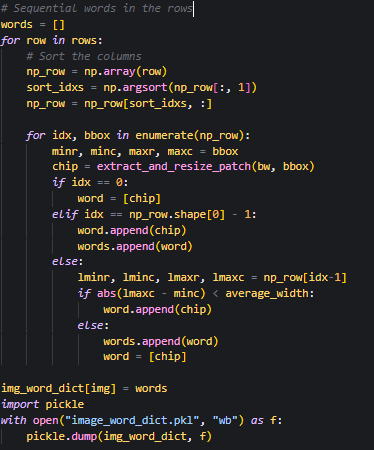 # Sequential words in the rows
words = []
for row in rows:
    # Sort the columns
    np_row = np.array(row)
    sort_idxs = np.argsort(np_row[:, 1])
    np_row = np_row[sort_idxs, :]

    for idx, bbox in enumerate(np_row):
        minr, minc, maxr, maxc = bbox
        chip = extract_and_resize_patch(bw, bbox)
        if idx == 0:
            word = [chip]
        elif idx == np_row.shape[0] - 1:
            word.append(chip)
            words.append(word)
        else:
            lminr, lminc, lmaxr, lmaxc = np_row[idx-1]
            if abs(lmaxc - minc) < average_width:
                word.append(chip)
            else:
                words.append(word)
                word = [chip]

img_word_dict[img] = words
import pickle
with open("image_word_dict.pkl", "wb") as f:
    pickle.dump(img_word_dict, f)